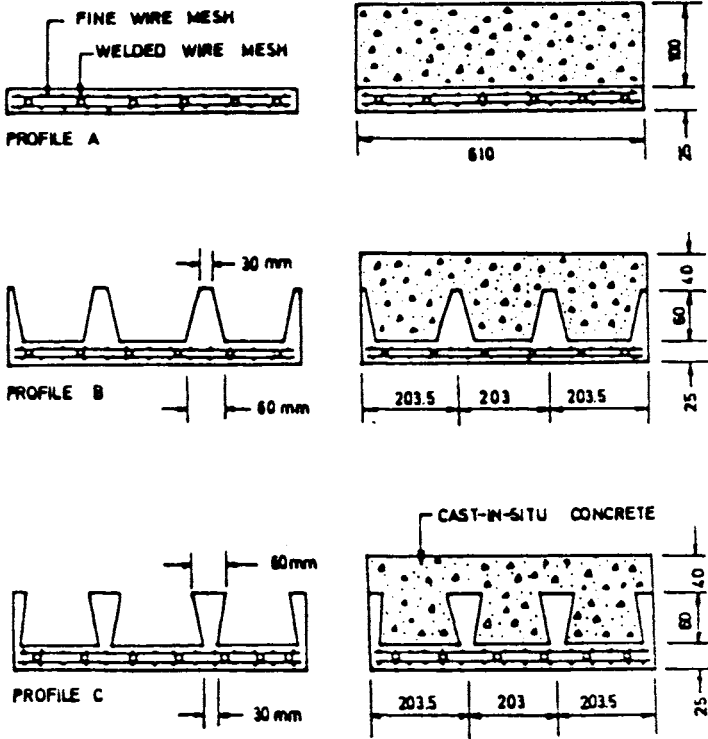 FINE WIRE MESH
WELDED WIRE MESH
PROFILE A
100
610
25
30 mm
PROFILE B
60 mm
40
60
203.5 203 203.5
25
CAST-IN-SITU CONCRETE
60mm
PROFILE C
30 mm
40
60
203.5 203 203.5
25